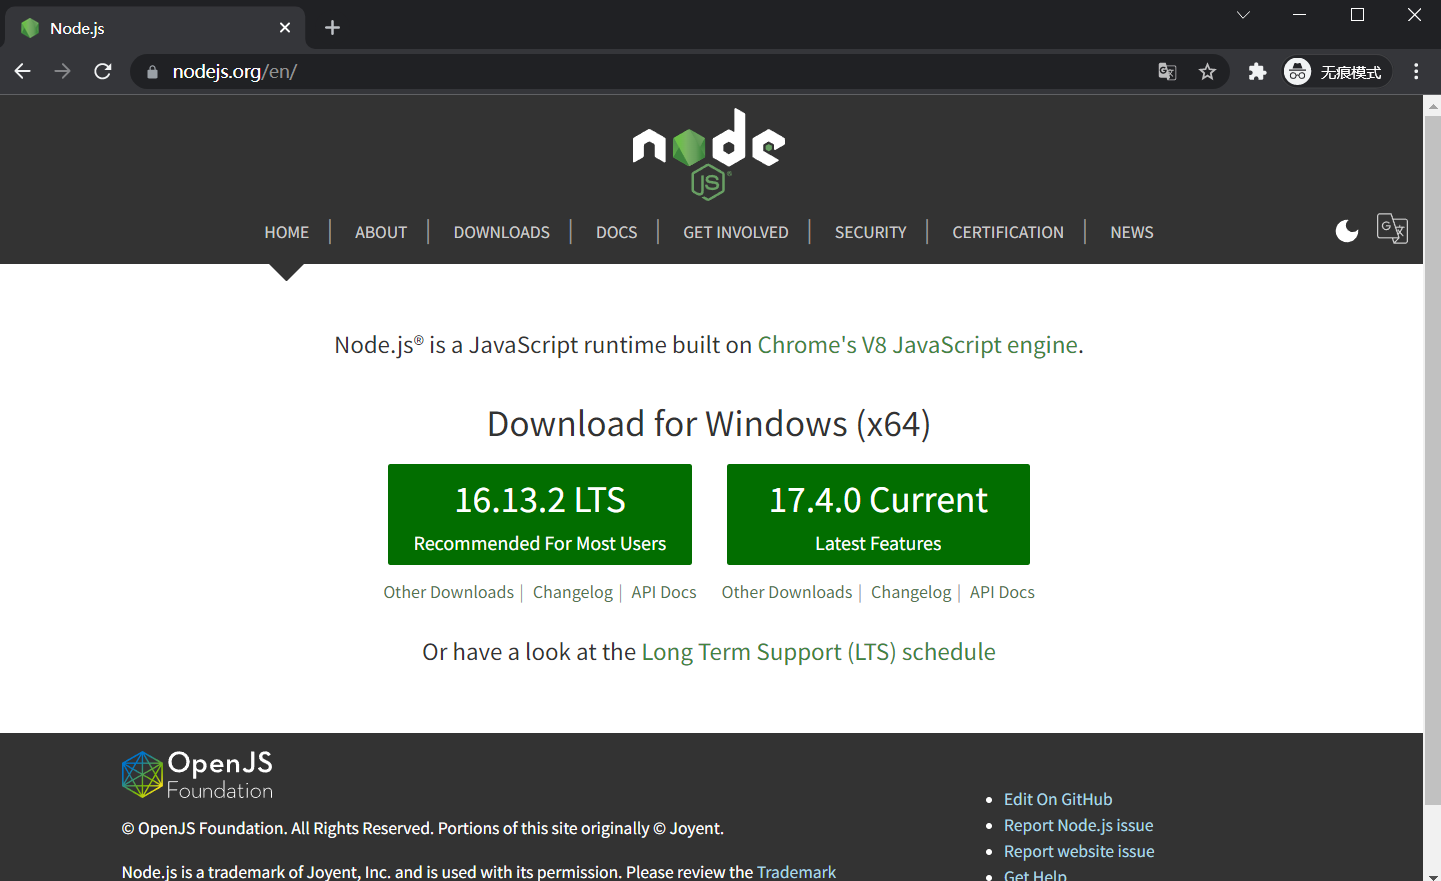 Node.js
nodejs.org/en/
无痕模式
node
JS
HOME | ABOUT | DOWNLOADS | DOCS | GET INVOLVED | SECURITY | CERTIFICATION | NEWS
Node.js® is a JavaScript runtime built on Chrome's V8 JavaScript engine.
Download for Windows (x64)
16.13.2 LTS
Recommended For Most Users
17.4.0 Current
Latest Features
Other Downloads | Changelog | API Docs
Other Downloads | Changelog | API Docs
Or have a look at the Long Term Support (LTS) schedule
OpenJS
Foundation
© OpenJS Foundation. All Rights Reserved. Portions of this site originally © Joyent.
Node.js is a trademark of Joyent, Inc. and is used with its permission. Please review the Trademark
Edit On GitHub
Report Node.js issue
Report website issue
Get Help